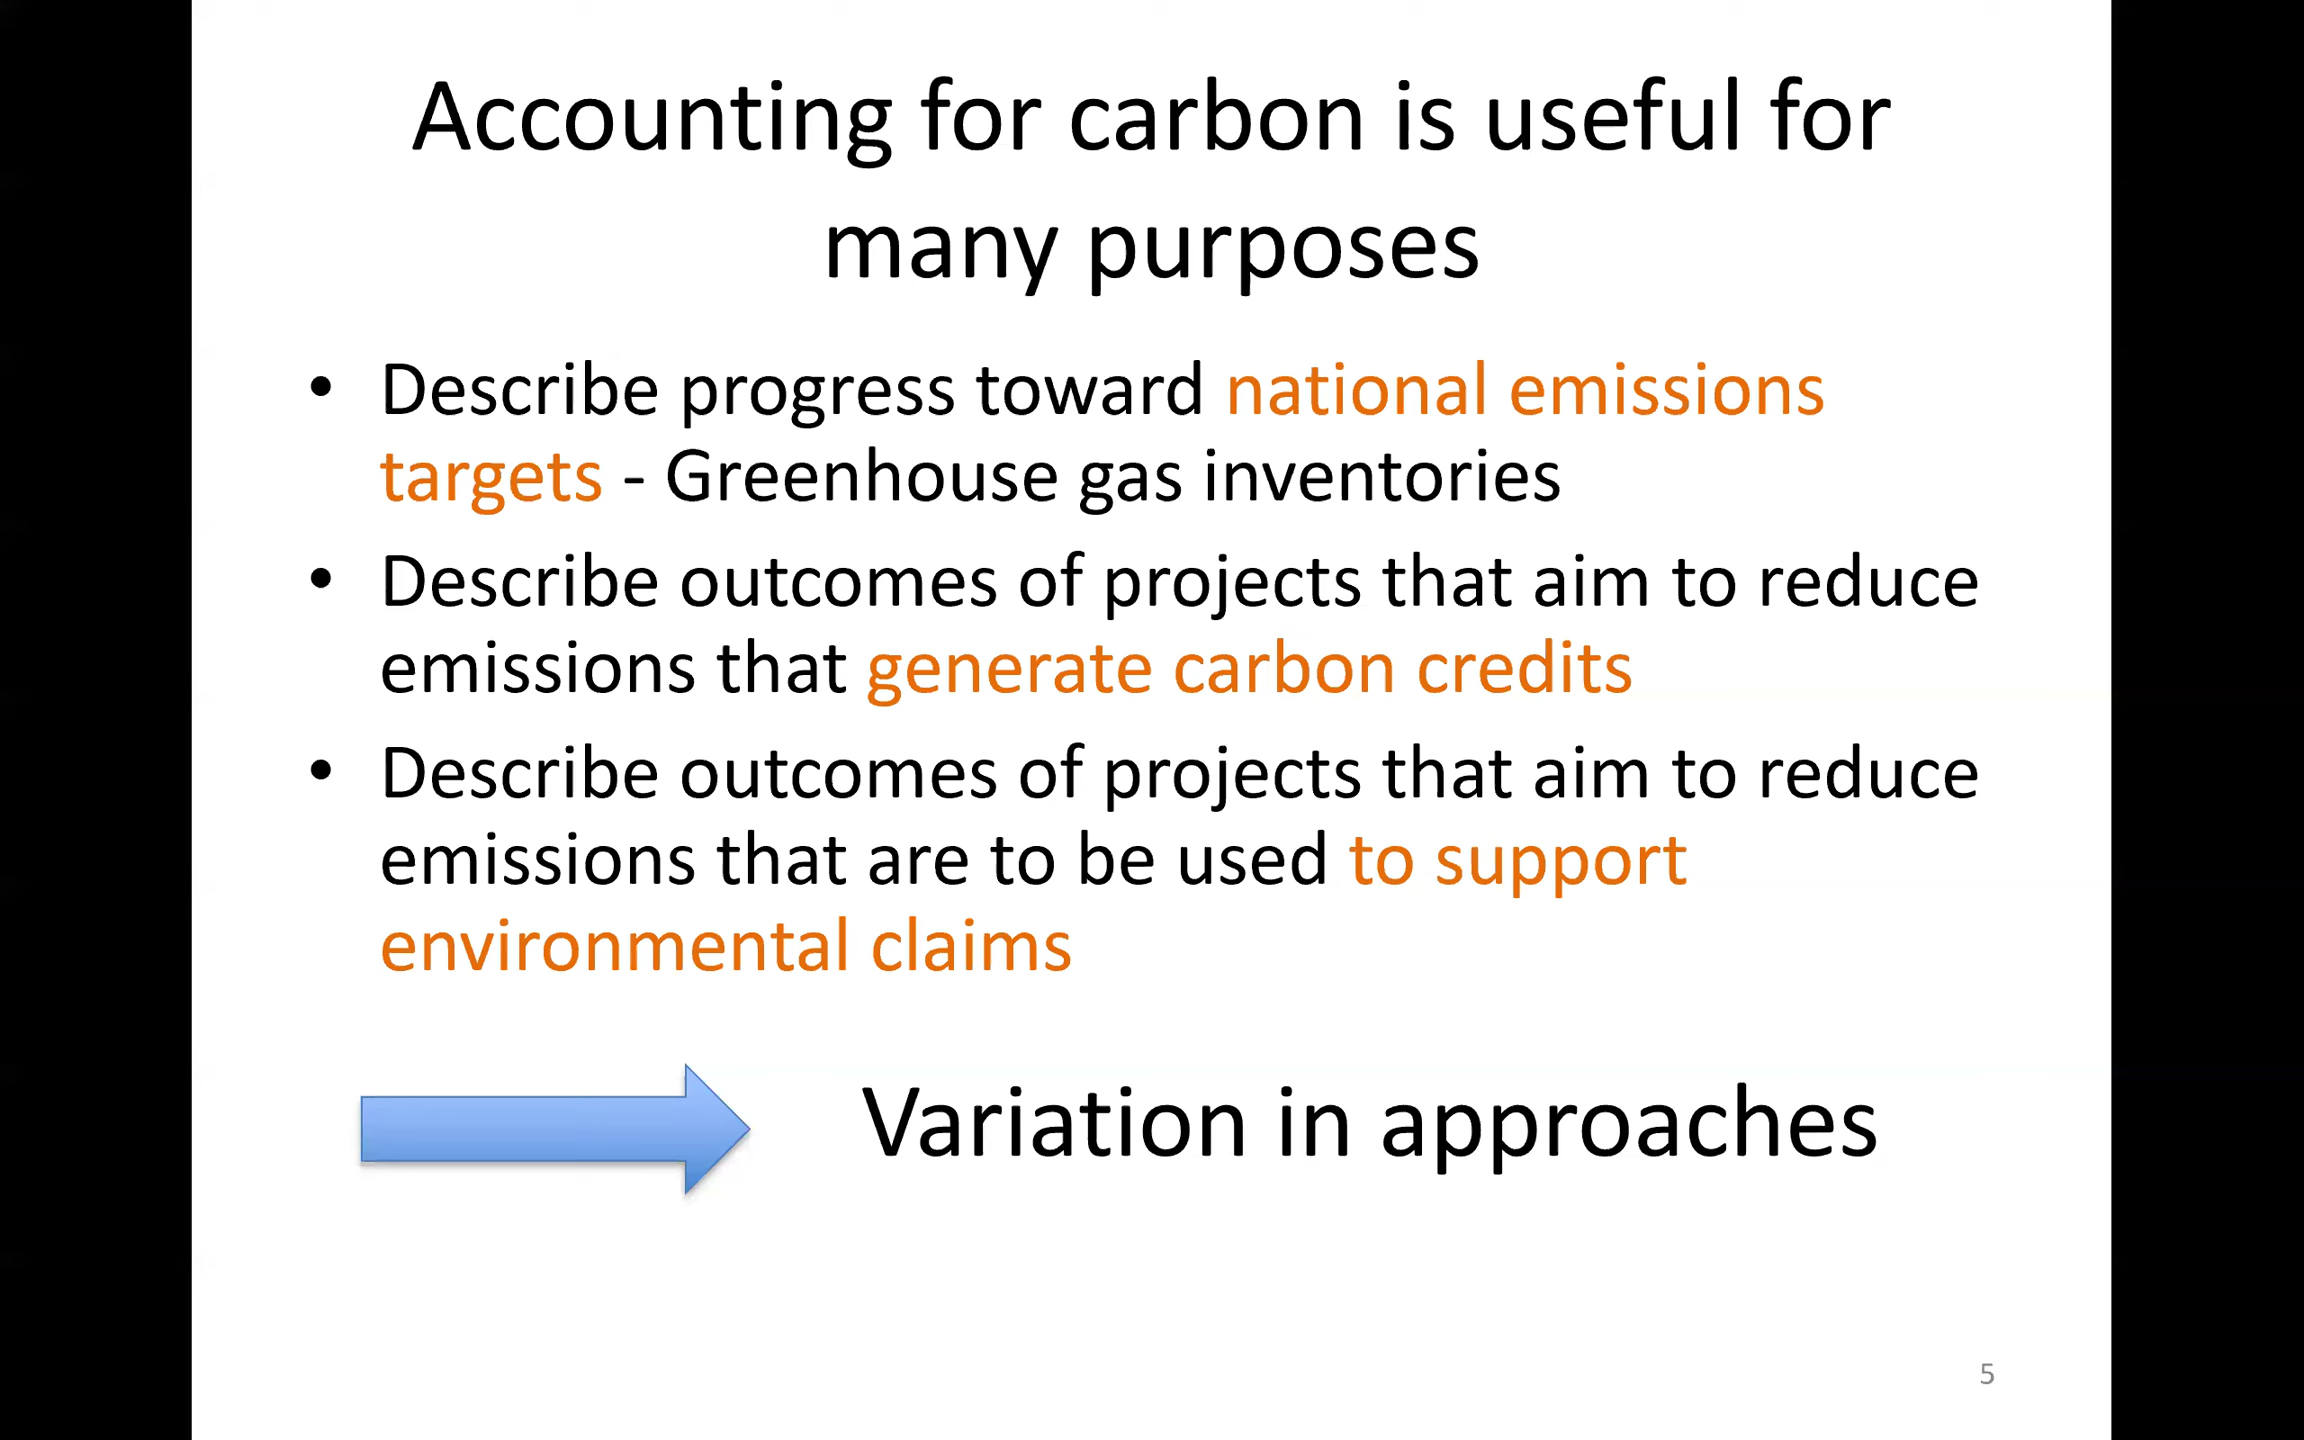 Accounting for carbon is useful for
many purposes
• Describe progress toward national emissions
targets - Greenhouse gas inventories
• Describe outcomes of projects that aim to reduce
emissions that generate carbon credits
• Describe outcomes of projects that aim to reduce
emissions that are to be used to support
environmental claims
Variation in approaches
5